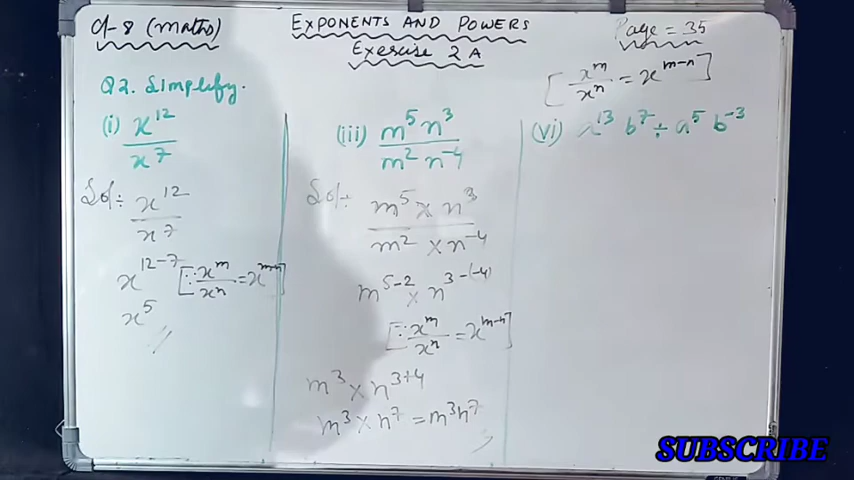 Cl-8 (maths)
EXPONENTS AND POWERS
Exercise 2A
Page = 35
[x^m/x^n = x^(m-n)]
Q2. Simplify.
(i) x^12/x^7
Sol÷ x^12/x^7
x^(12-7) [∵ x^m/x^n = x^(m-n)]
x^5
(iii) m^5 n^3/m^2 n^-4
Sol÷ m^5 × n^3/m^2 × n^-4
m^(5-2) × n^(3-(-4))
[∵ x^m/x^n = x^(m-n)]
m^3 × n^(3+4)
m^3 × n^7 = m^3 n^7
(vi) a^13 b^7 ÷ a^5 b^-3
SUBSCRIBE